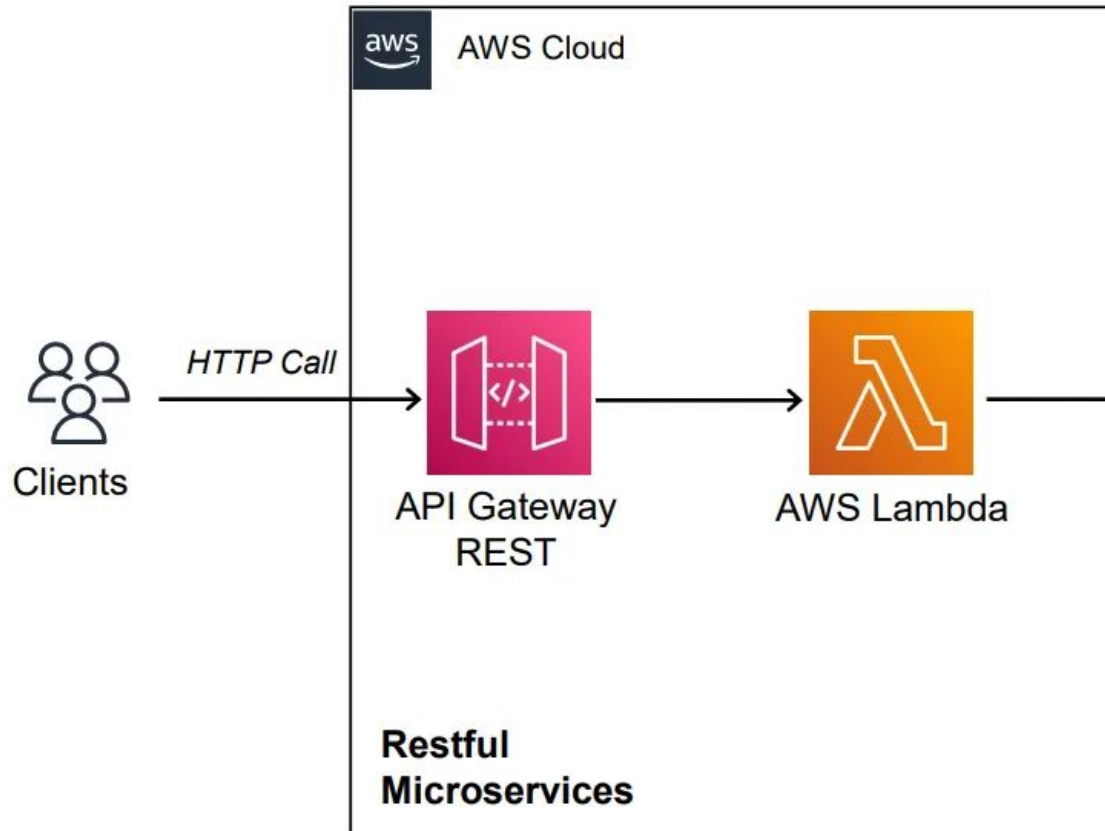 aws
AWS Cloud
HTTP Call
Clients
</>
API Gateway
REST
AWS Lambda
Restful
Microservices